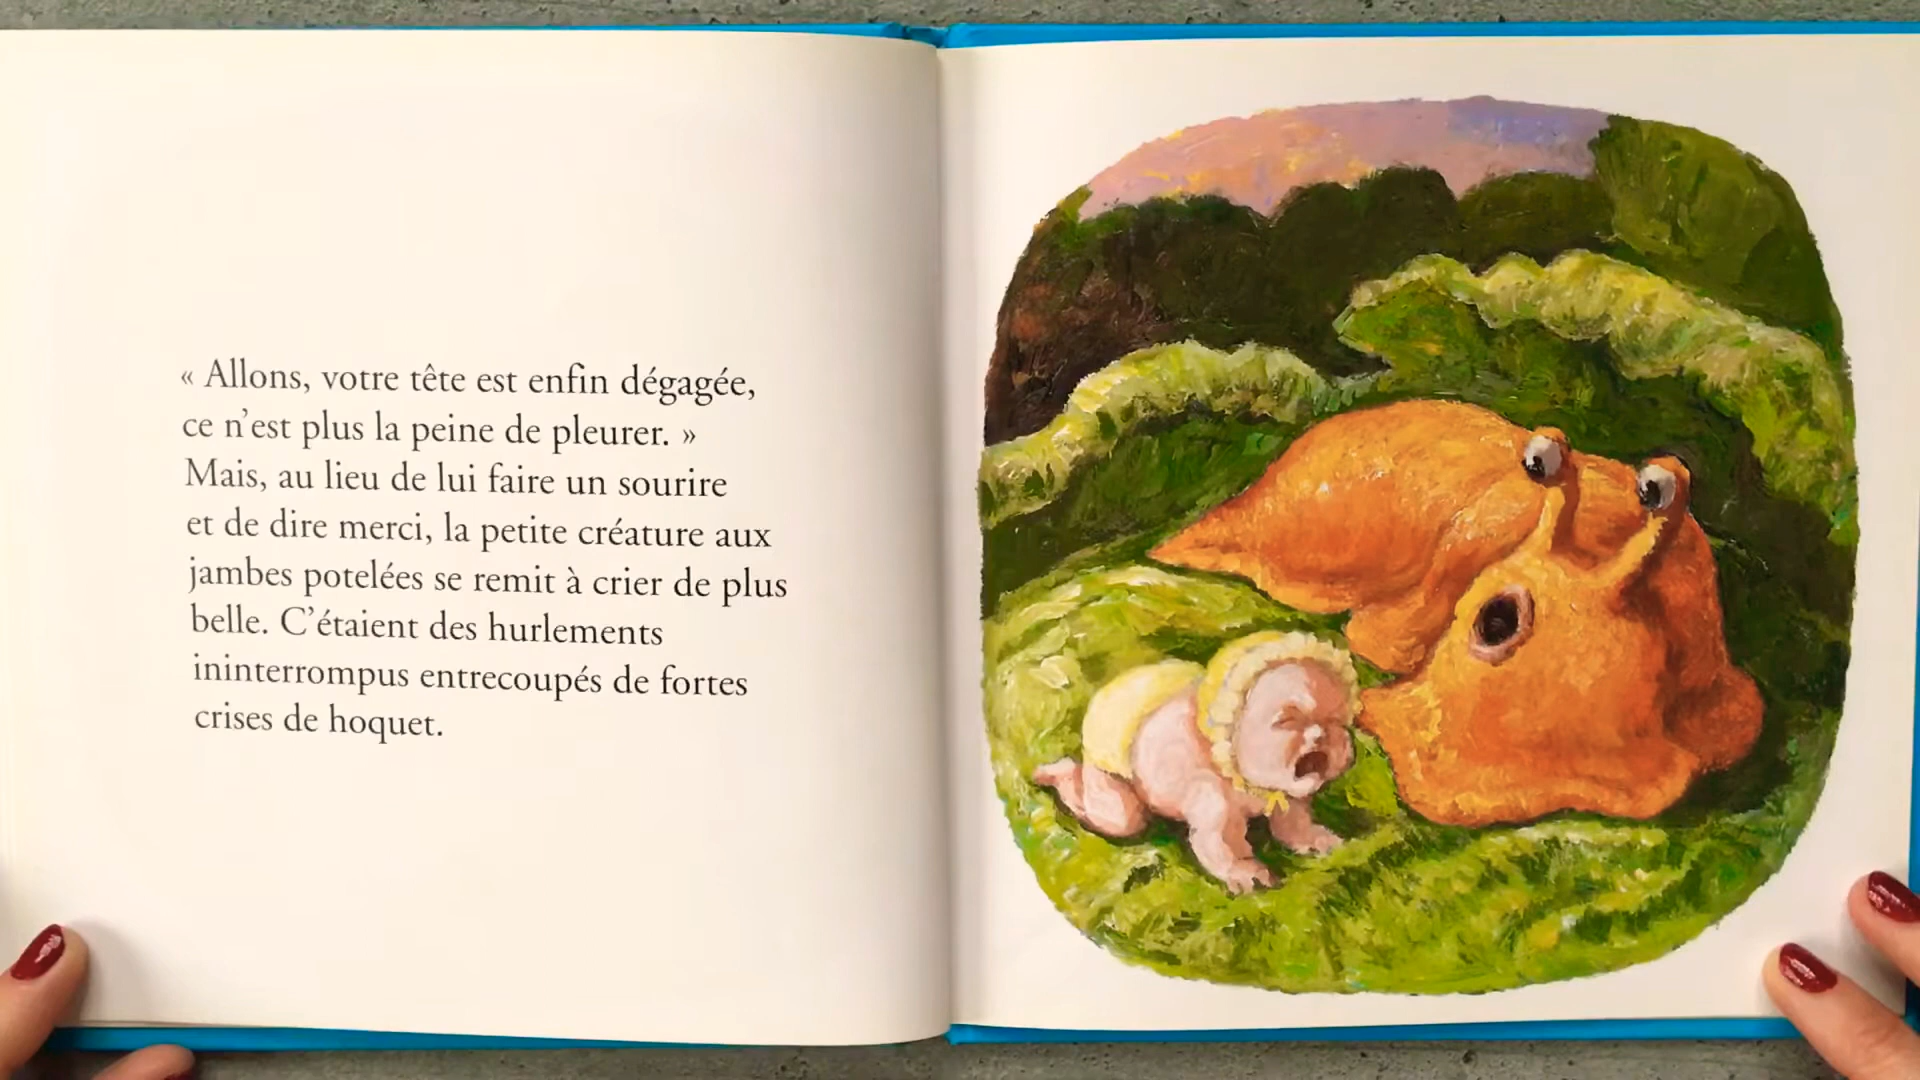 « Allons, votre tête est enfin dégagée,
ce n’est plus la peine de pleurer. »
Mais, au lieu de lui faire un sourire
et de dire merci, la petite créature aux
jambes potelées se remit à crier de plus
belle. C’étaient des hurlements
ininterrompus entrecoupés de fortes
crises de hoquet.